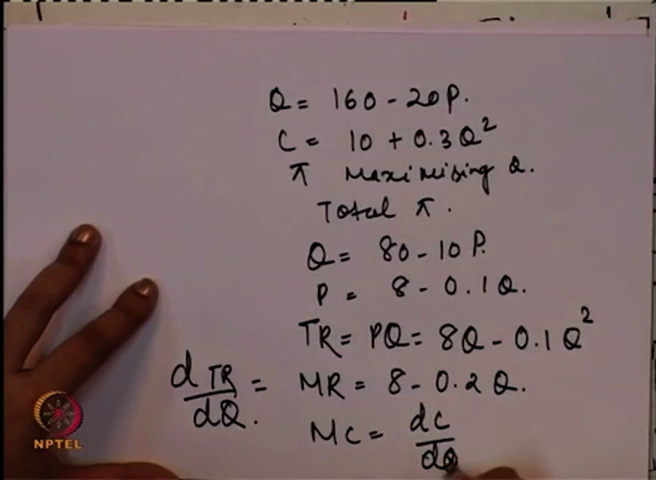 Q = 160 - 20P.
C = 10 + 0.3Q²
π Maximising Q.
Total π.
Q = 80 - 10P.
P = 8 - 0.1Q.
TR = PQ = 8Q - 0.1Q²
dTR/dQ. = MR = 8 - 0.2Q.
MC = dC/dQ
NPTEL